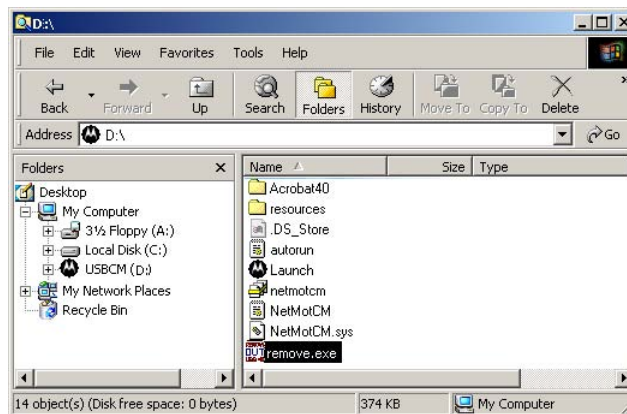 D:\
File Edit View Favorites Tools Help
Back Forward Up Search Folders History Move To Copy To Delete »
Address D:\ Go
Folders x
Desktop
My Computer
3½ Floppy (A:)
Local Disk (C:)
USBCM (D:)
My Network Places
Recycle Bin
Name Size Type
Acrobat40
resources
.DS_Store
autorun
Launch
netmotcm
NetMotCM
NetMotCM.sys
remove.exe
14 object(s) (Disk free space: 0 bytes) 374 KB My Computer